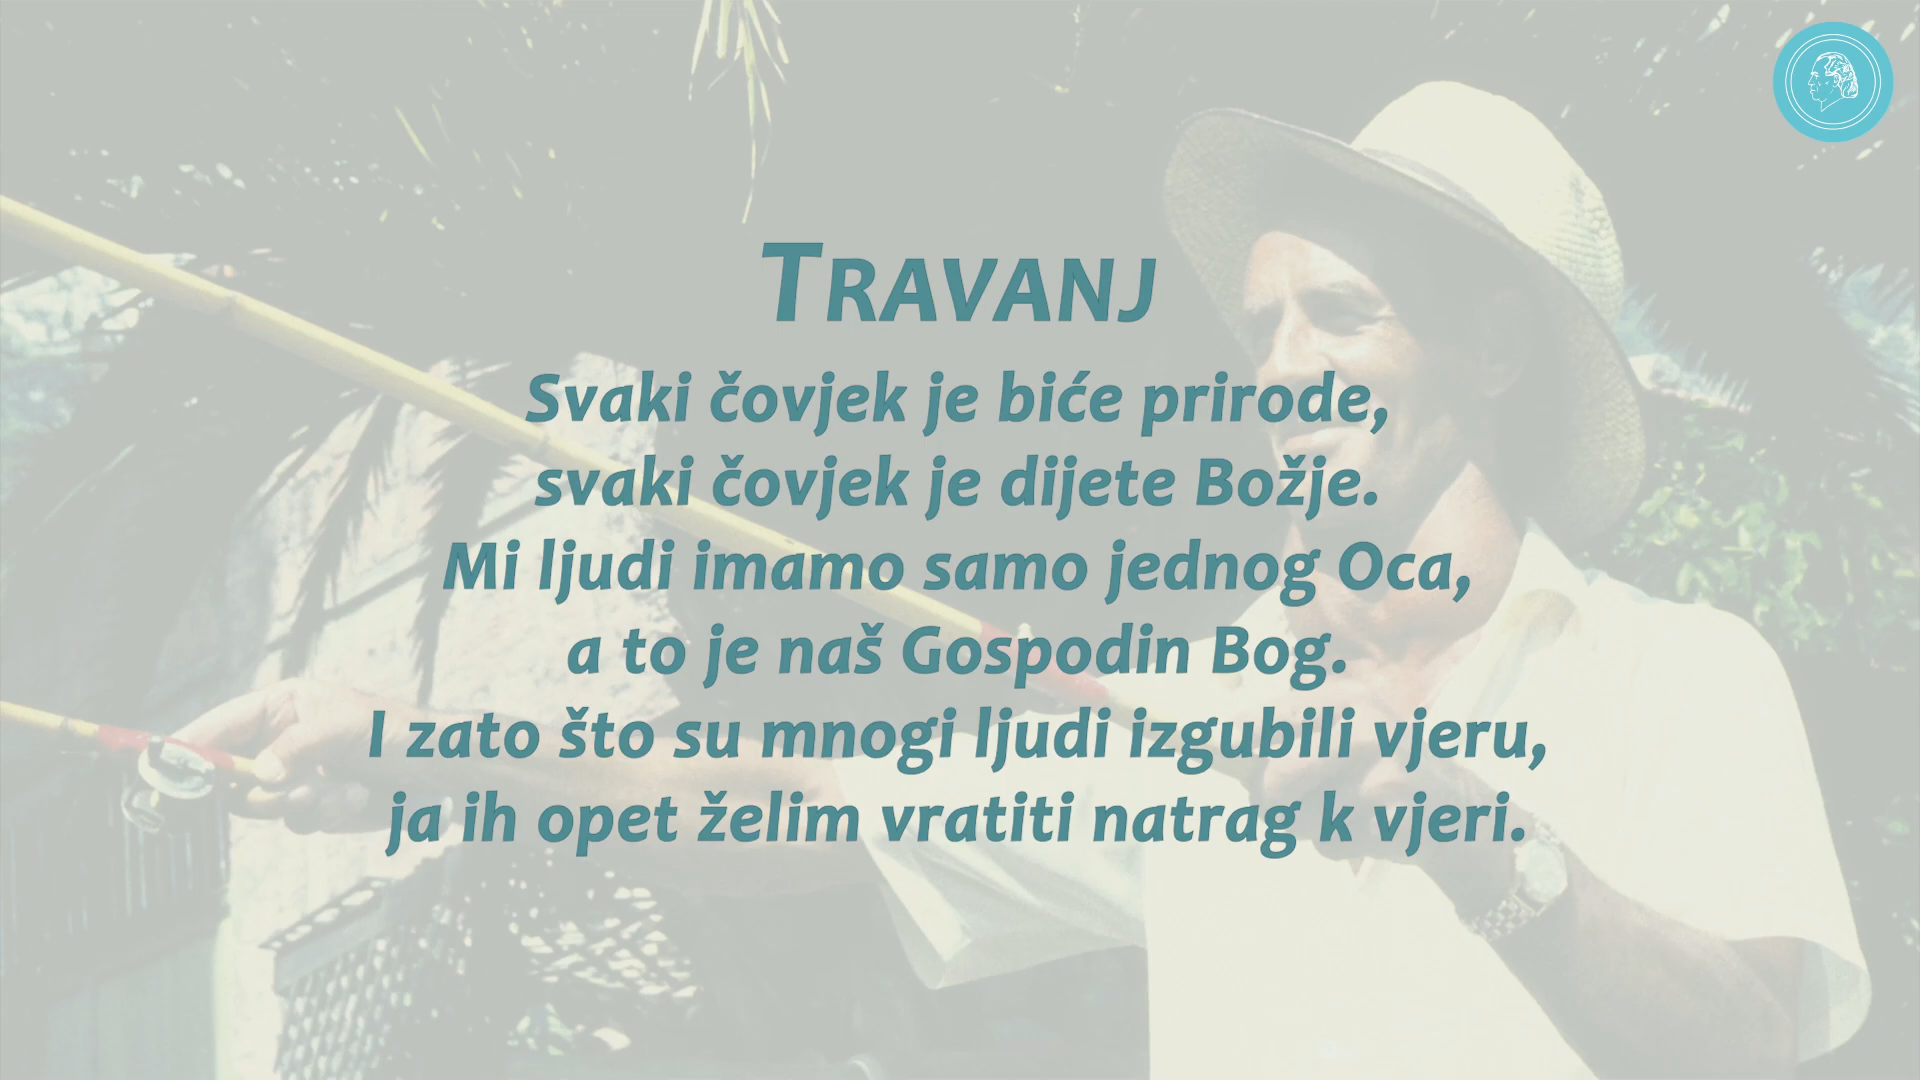 TRAVANJ
Svaki čovjek je biće prirode,
svaki čovjek je dijete Božje.
Mi ljudi imamo samo jednog Oca,
a to je naš Gospodin Bog.
I zato što su mnogi ljudi izgubili vjeru,
ja ih opet želim vratiti natrag k vjeri.